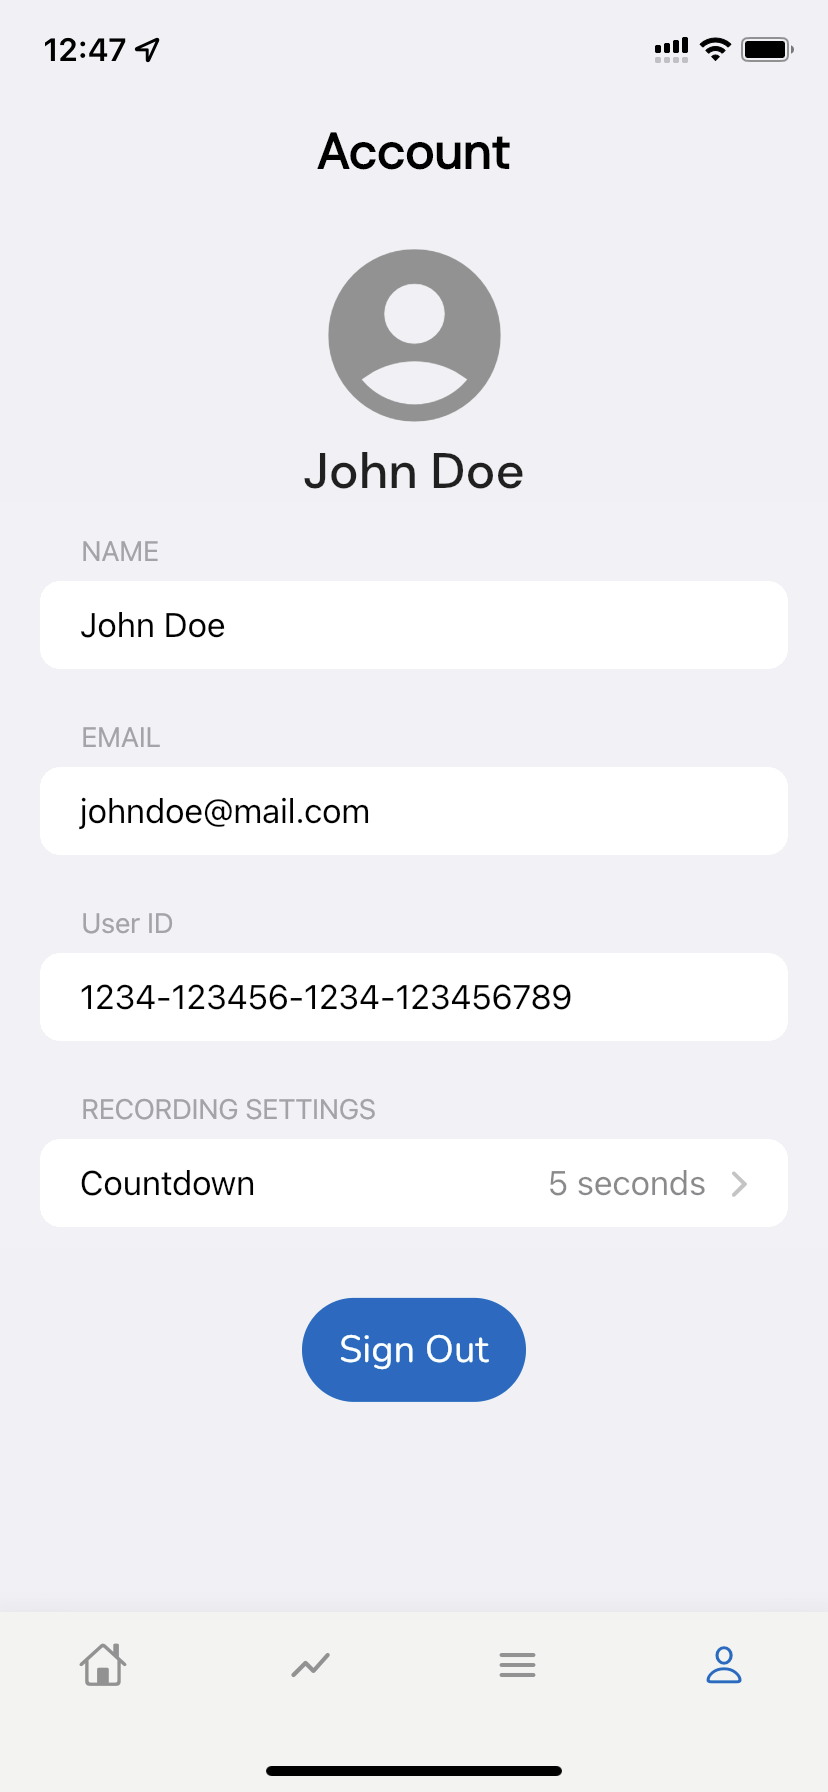 12:47
Account
John Doe
NAME
John Doe
EMAIL
johndoe@mail.com
User ID
1234-123456-1234-123456789
RECORDING SETTINGS
Countdown 5 seconds
Sign Out